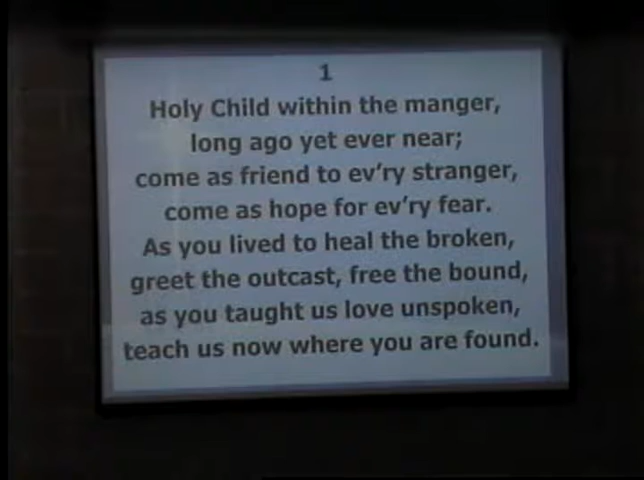 1
Holy Child within the manger,
long ago yet ever near;
come as friend to ev'ry stranger,
come as hope for ev'ry fear.
As you lived to heal the broken,
greet the outcast, free the bound,
as you taught us love unspoken,
teach us now where you are found.